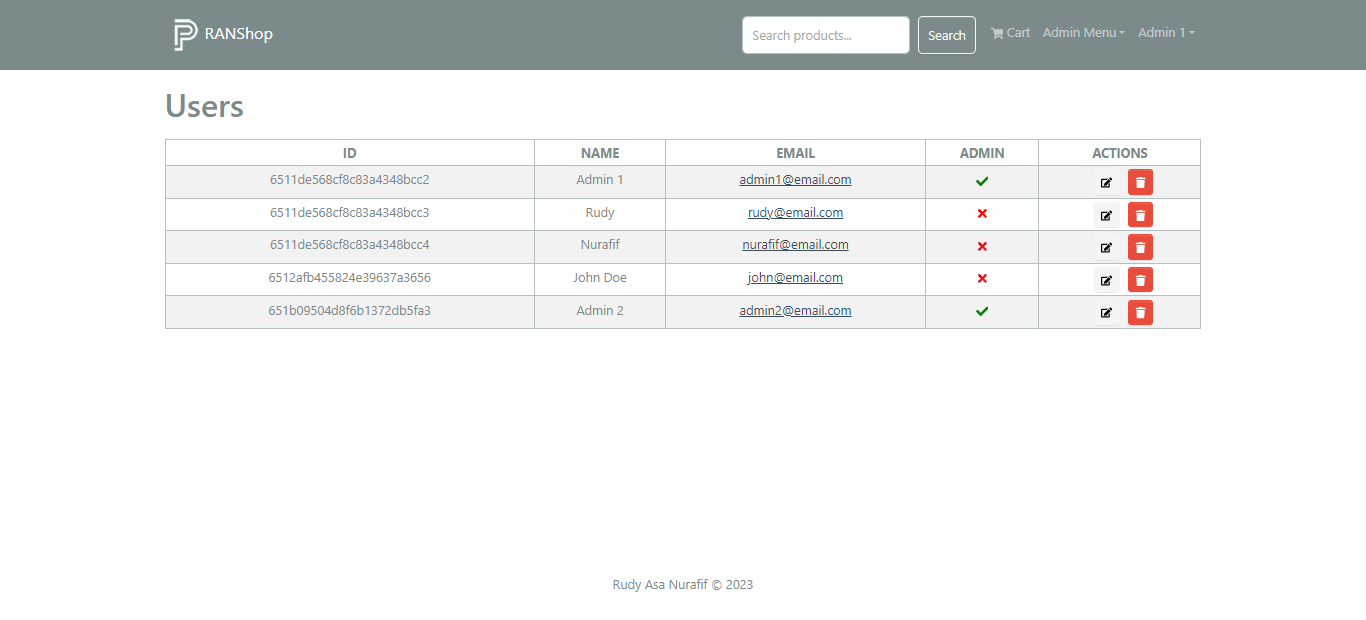 RANShop
Search products...
Search
Cart
Admin Menu
Admin 1
Users
ID NAME EMAIL ADMIN ACTIONS
6511de568cf8c83a4348bcc2 Admin 1 admin1@email.com
6511de568cf8c83a4348bcc3 Rudy rudy@email.com
6511de568cf8c83a4348bcc4 Nurafif nurafif@email.com
6512afb455824e39637a3656 John Doe john@email.com
651b09504d8f6b1372db5fa3 Admin 2 admin2@email.com
Rudy Asa Nurafif © 2023